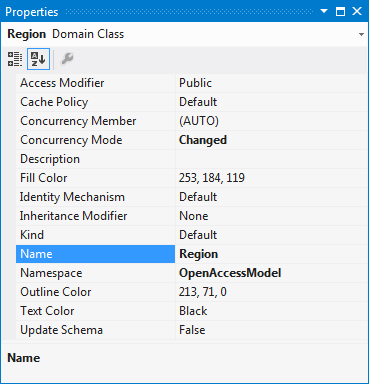 Properties
Region Domain Class
Access Modifier Public
Cache Policy Default
Concurrency Member (AUTO)
Concurrency Mode Changed
Description
Fill Color 253, 184, 119
Identity Mechanism Default
Inheritance Modifier None
Kind Default
Name Region
Namespace OpenAccessModel
Outline Color 213, 71, 0
Text Color Black
Update Schema False
Name